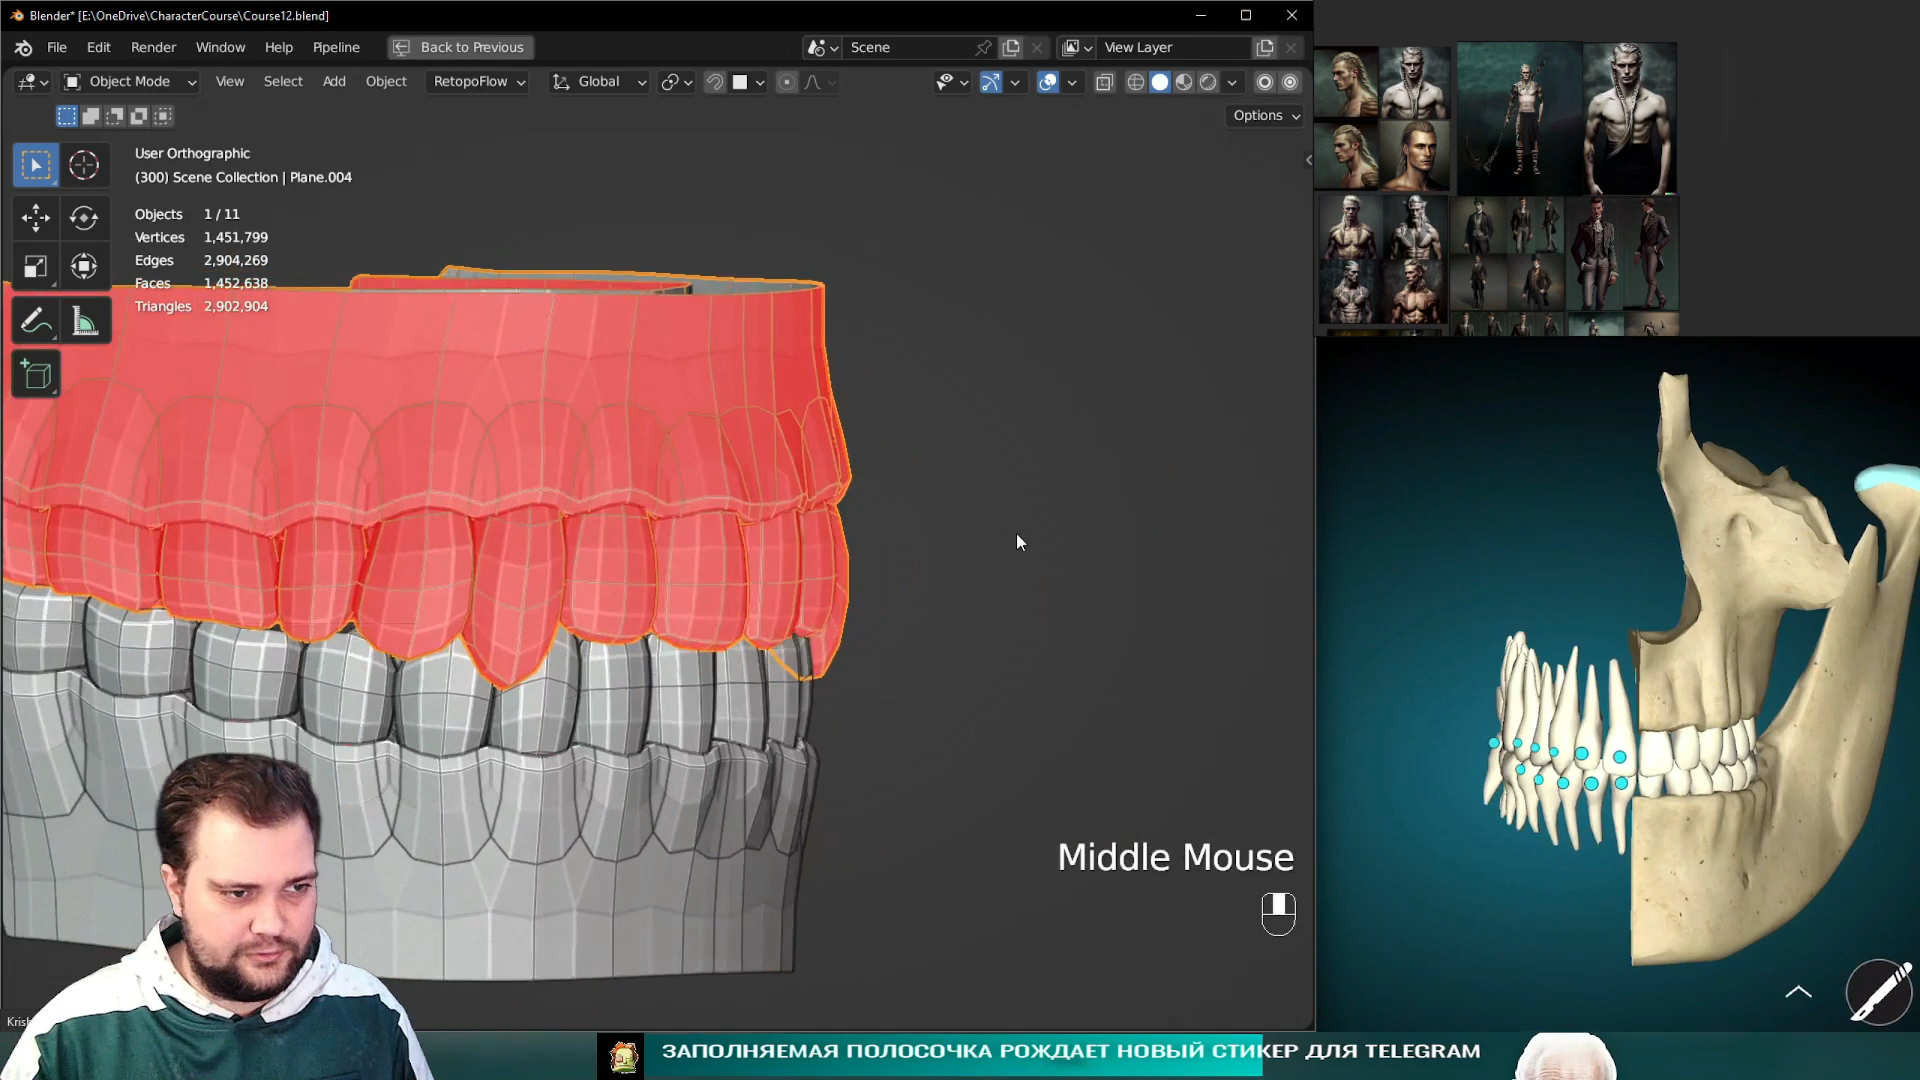 Blender* [E:\OneDrive\CharacterCourse\Course12.blend]
File Edit Render Window Help Pipeline Back to Previous Scene View Layer
Object Mode View Select Add Object RetopoFlow Global
Options
User Orthographic
(300) Scene Collection | Plane.004
Objects 1 / 11
Vertices 1,451,799
Edges 2,904,269
Faces 1,452,638
Triangles 2,902,904
Middle Mouse
ЗАПОЛНЯЕМАЯ ПОЛОСОЧКА РОЖДАЕТ НОВЫЙ СТИКЕР ДЛЯ TELEGRAM